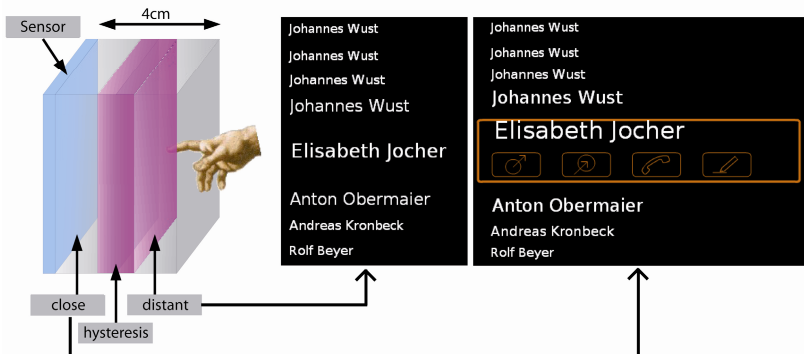 Sensor
4cm
close
hysteresis
distant
Johannes Wust
Johannes Wust
Johannes Wust
Johannes Wust
Elisabeth Jocher
Anton Obermaier
Andreas Kronbeck
Rolf Beyer
Johannes Wust
Johannes Wust
Johannes Wust
Johannes Wust
Elisabeth Jocher
Anton Obermaier
Andreas Kronbeck
Rolf Beyer